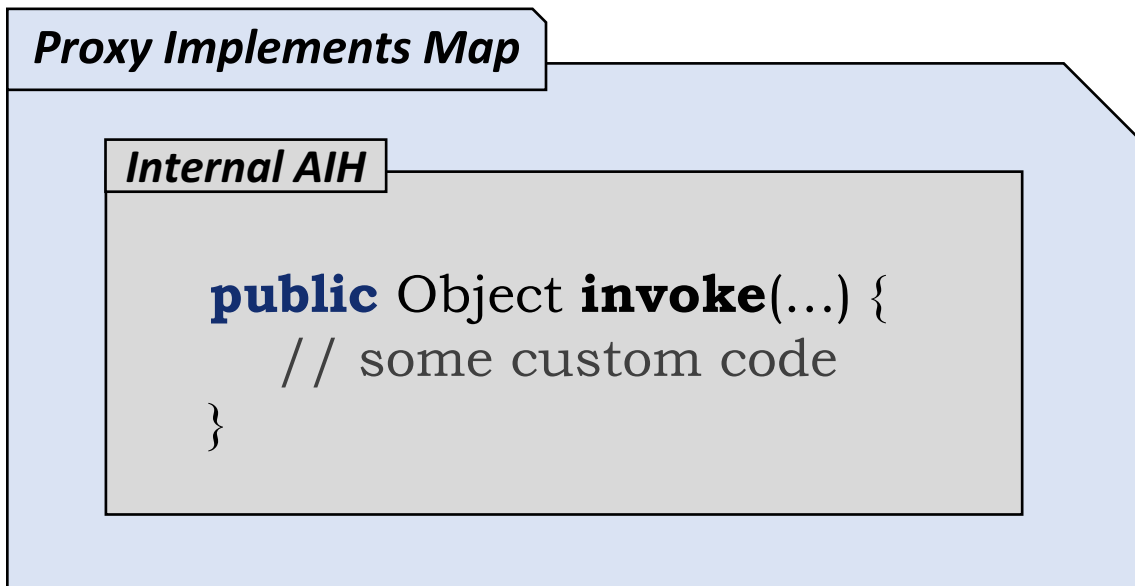 Proxy Implements Map
Internal AIH
public Object invoke(…) {
// some custom code
}